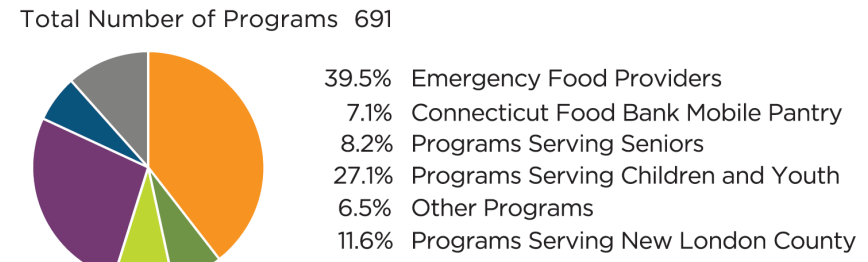 Total Number of Programs 691
39.5% Emergency Food Providers
7.1% Connecticut Food Bank Mobile Pantry
8.2% Programs Serving Seniors
27.1% Programs Serving Children and Youth
6.5% Other Programs
11.6% Programs Serving New London County